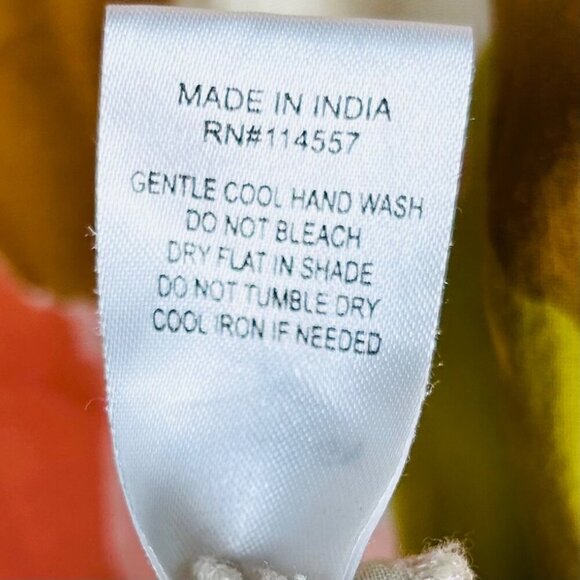 MADE IN INDIA
RN#114557
GENTLE COOL HAND WASH
DO NOT BLEACH
DRY FLAT IN SHADE
DO NOT TUMBLE DRY
COOL IRON IF NEEDED